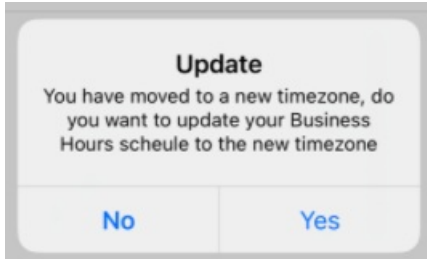 Update
You have moved to a new timezone, do
you want to update your Business
Hours scheule to the new timezone
No
Yes